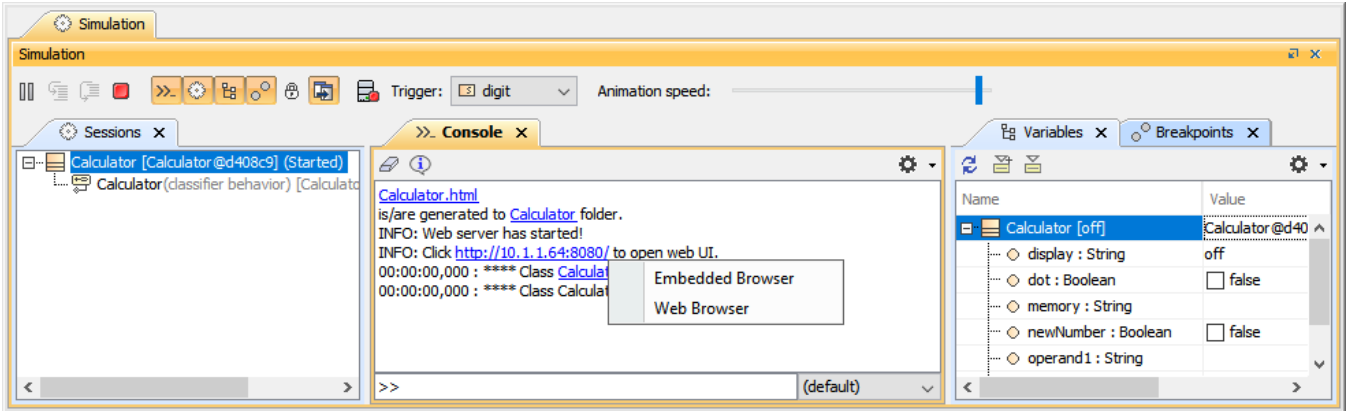 Simulation
Simulation
Trigger: digit Animation speed:
Sessions
Calculator [Calculator@d408c9] (Started)
Calculator(classifier behavior) [Calculato
>>_ Console
Calculator.html
is/are generated to Calculator folder.
INFO: Web server has started!
INFO: Click http://10.1.1.64:8080/ to open web UI.
00:00:00,000 : **** Class Calculat
00:00:00,000 : **** Class Calculat
Embedded Browser
Web Browser
>> (default)
Variables Breakpoints
Name Value
Calculator [off] Calculator@d40
display : String off
dot : Boolean false
memory : String
newNumber : Boolean false
operand1 : String